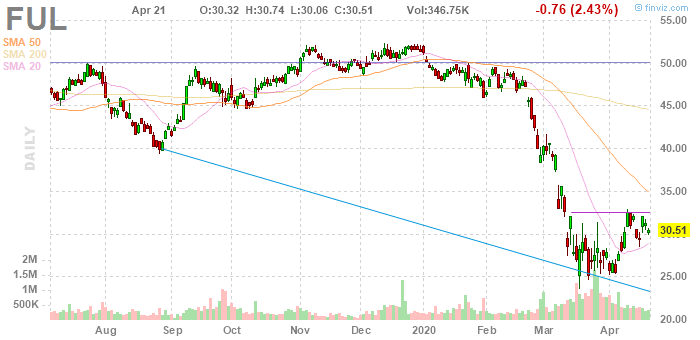 FUL Apr 21 O:30.32 H:30.74 L:30.06 C:30.51 Vol:346.75K -0.76 (2.43%)
© finviz.com
SMA 50
SMA 200
SMA 20
DAILY
55.00
50.00
45.00
40.00
35.00
30.51
25.00
20.00
2M
1.5M
1M
500K
Aug Sep Oct Nov Dec 2020 Feb Mar Apr